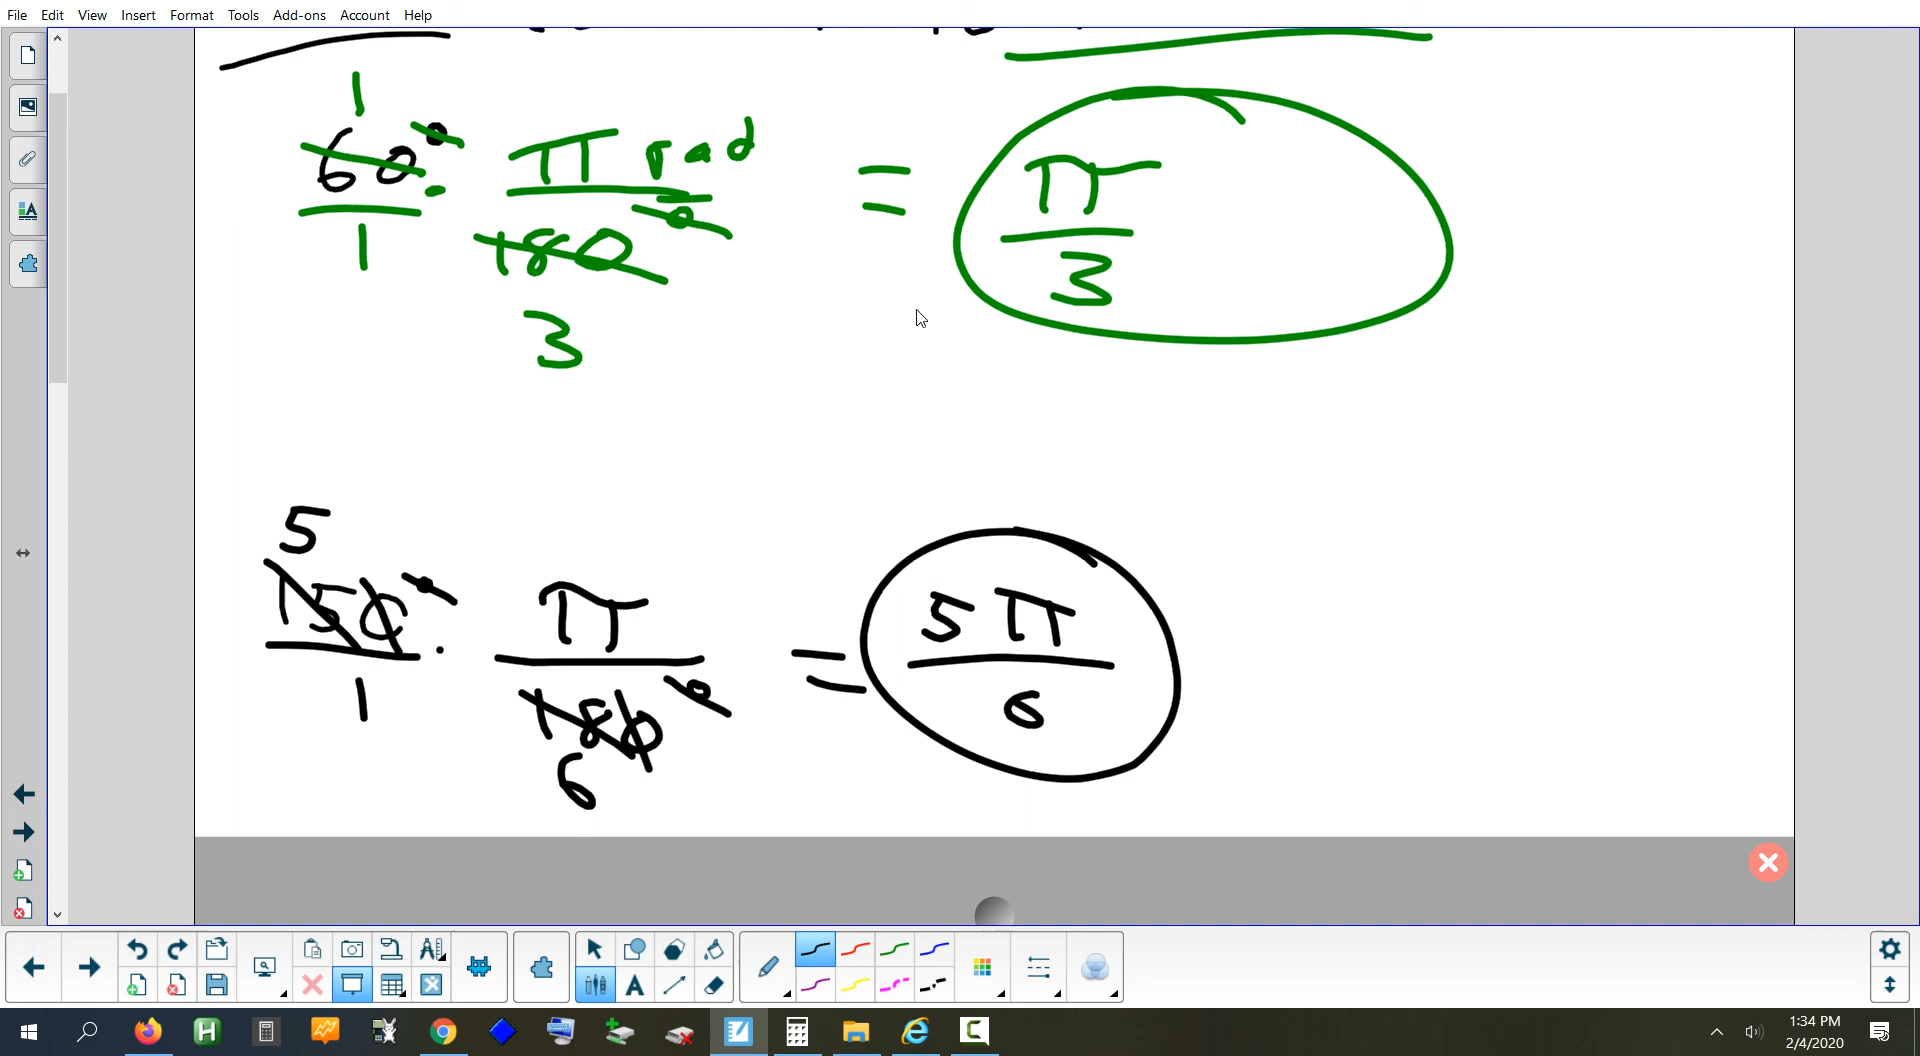 File Edit View Insert Format Tools Add-ons Account Help
1
60° · π rad = π
1 180° 3
3
5
150° · π = 5π
1 180° 6
6
A
1:34 PM
2/4/2020